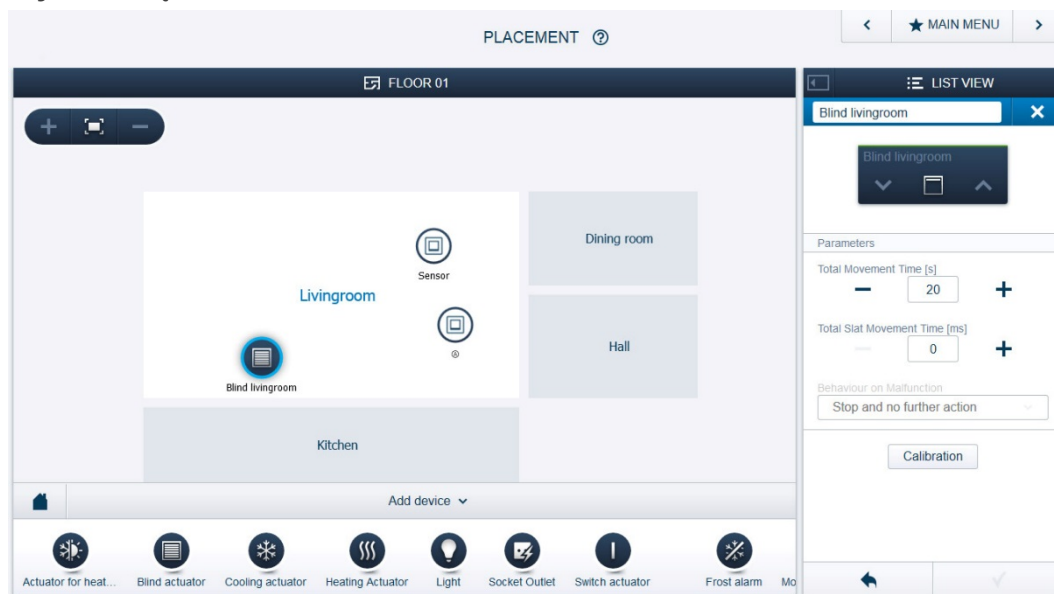 PLACEMENT ?
MAIN MENU
FLOOR 01
LIST VIEW
Blind livingroom
Blind livingroom
Parameters
Total Movement Time [s]
20
Total Slat Movement Time [ms]
0
Behaviour on Malfunction
Stop and no further action
Calibration
Dining room
Sensor
Livingroom
Hall
Blind livingroom
Kitchen
Add device
Actuator for heat...
Blind actuator
Cooling actuator
Heating Actuator
Light
Socket Outlet
Switch actuator
Frost alarm
Mo